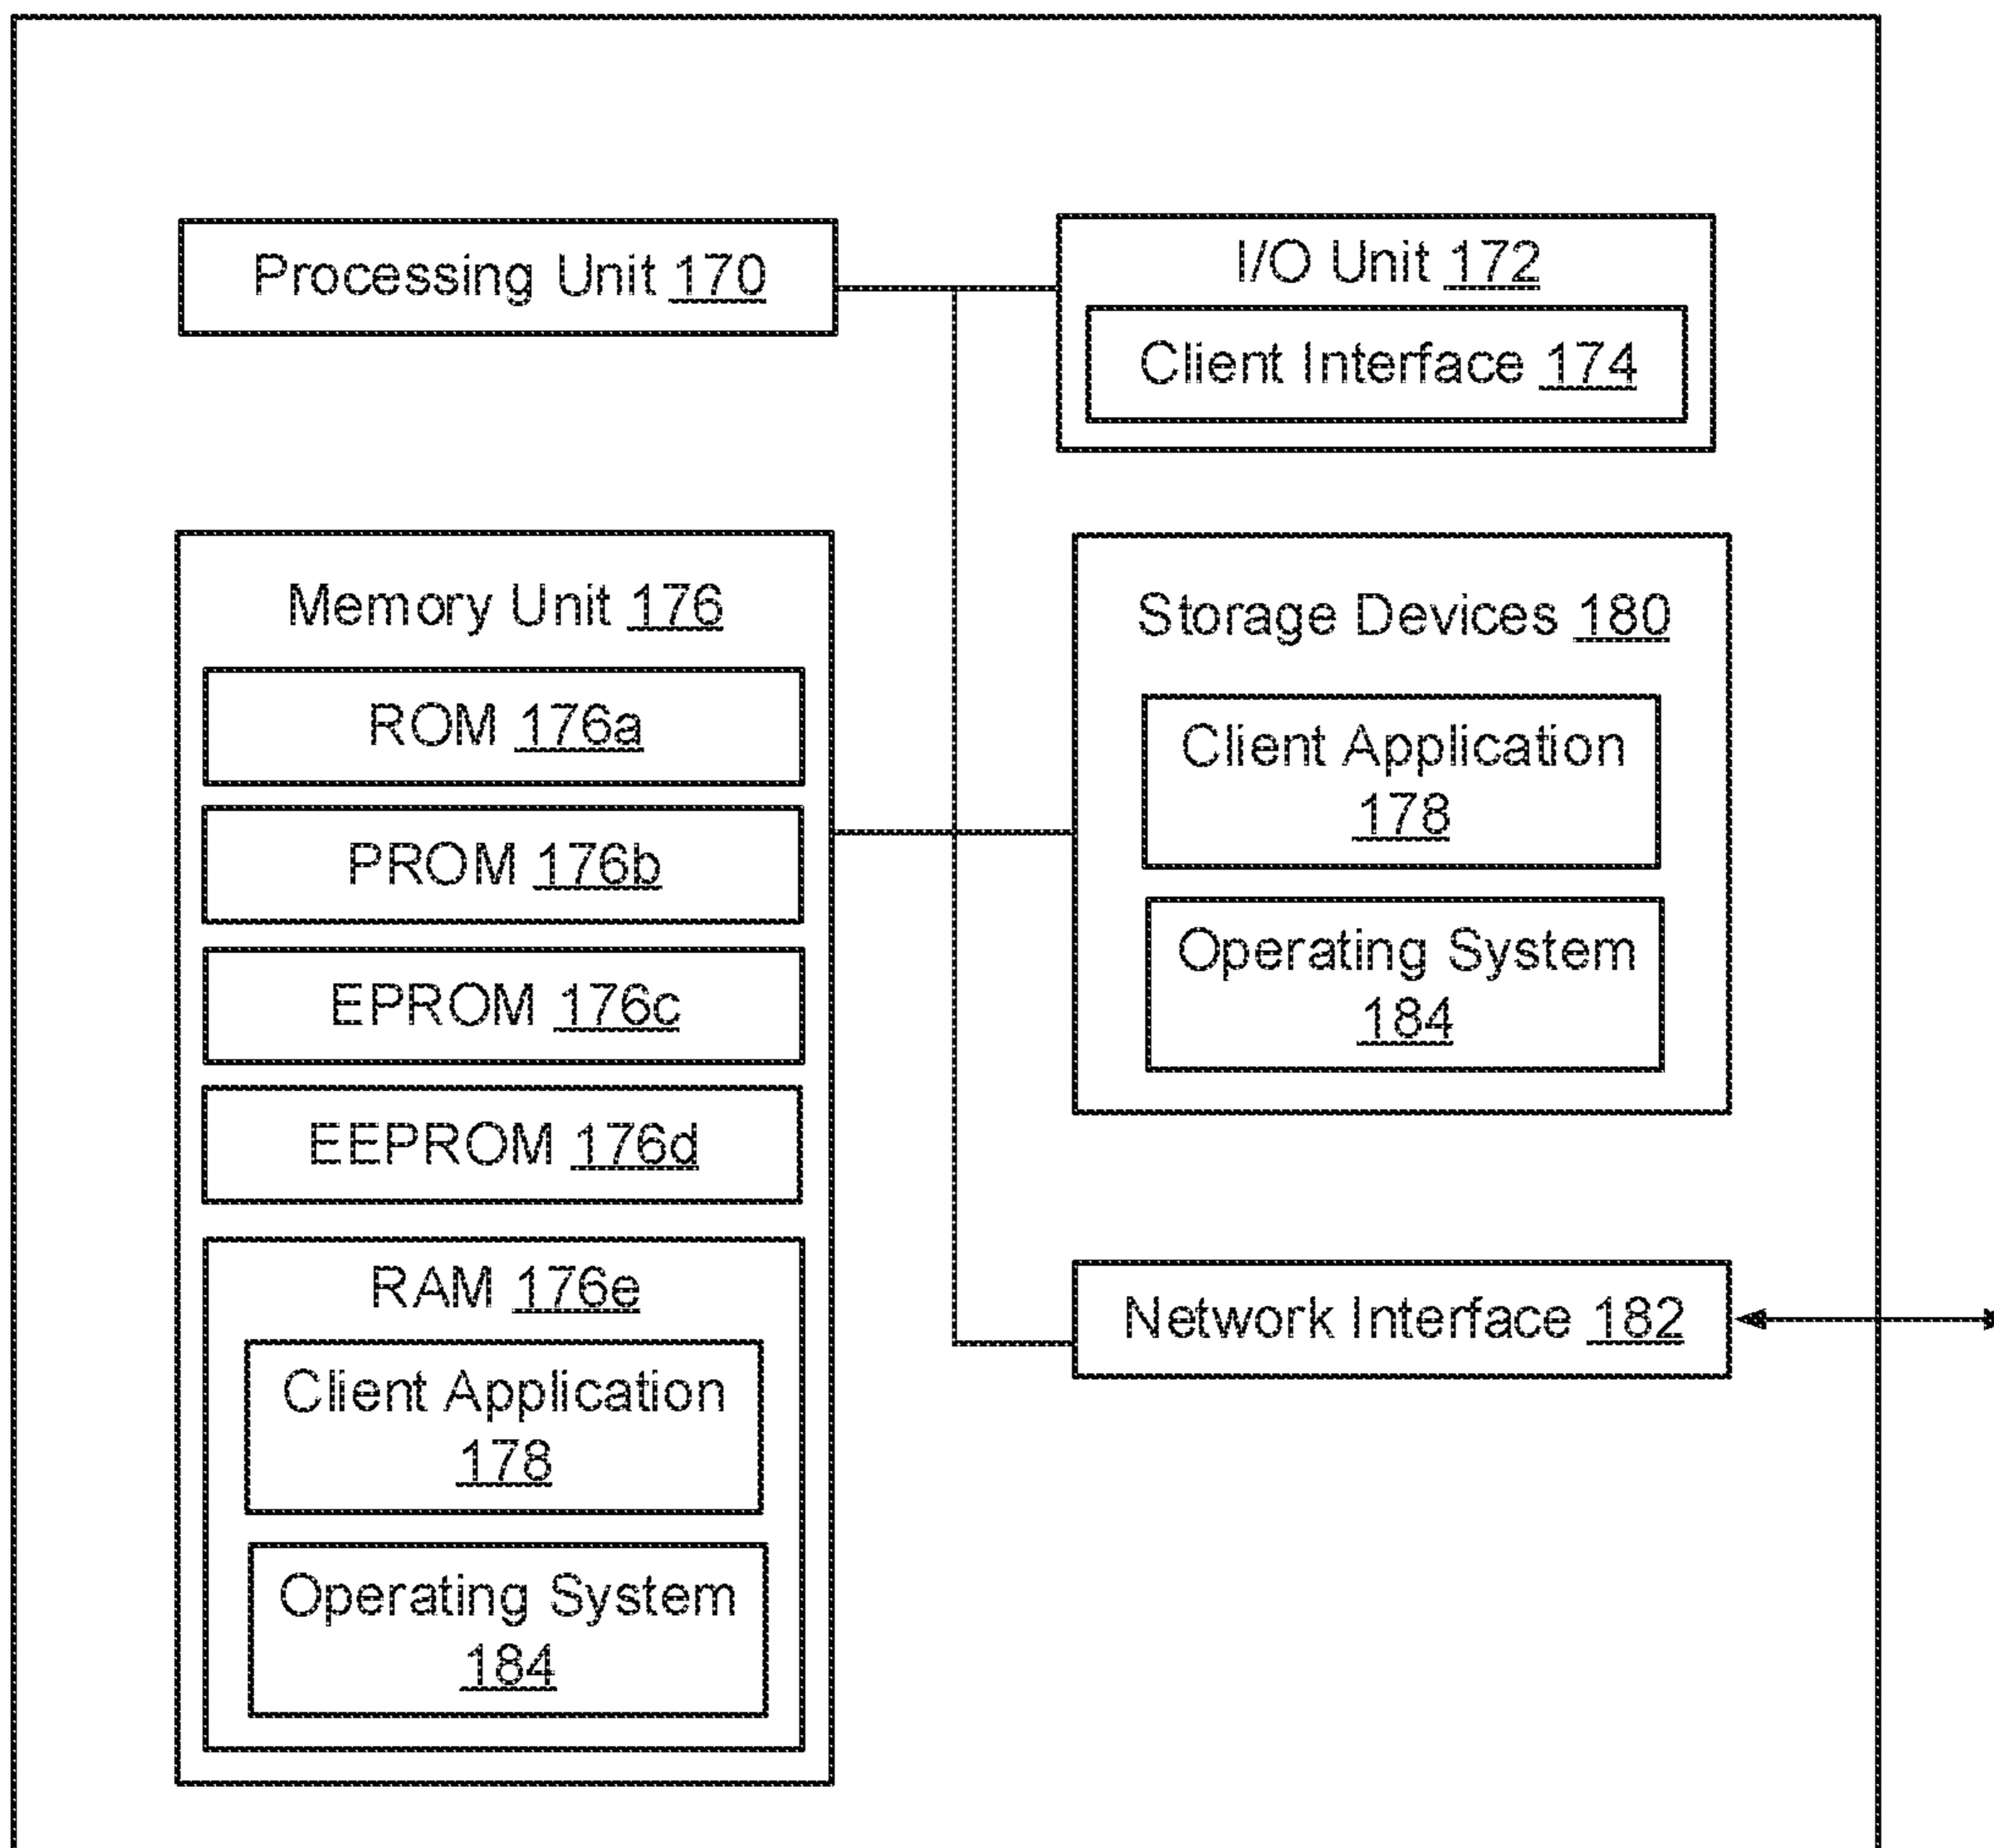 Processing Unit 170
I/O Unit 172
Client Interface 174
Memory Unit 176
ROM 176a
PROM 176b
EPROM 176c
EEPROM 176d
RAM 176e
Client Application
178
Operating System
184
Storage Devices 180
Client Application
178
Operating System
184
Network Interface 182